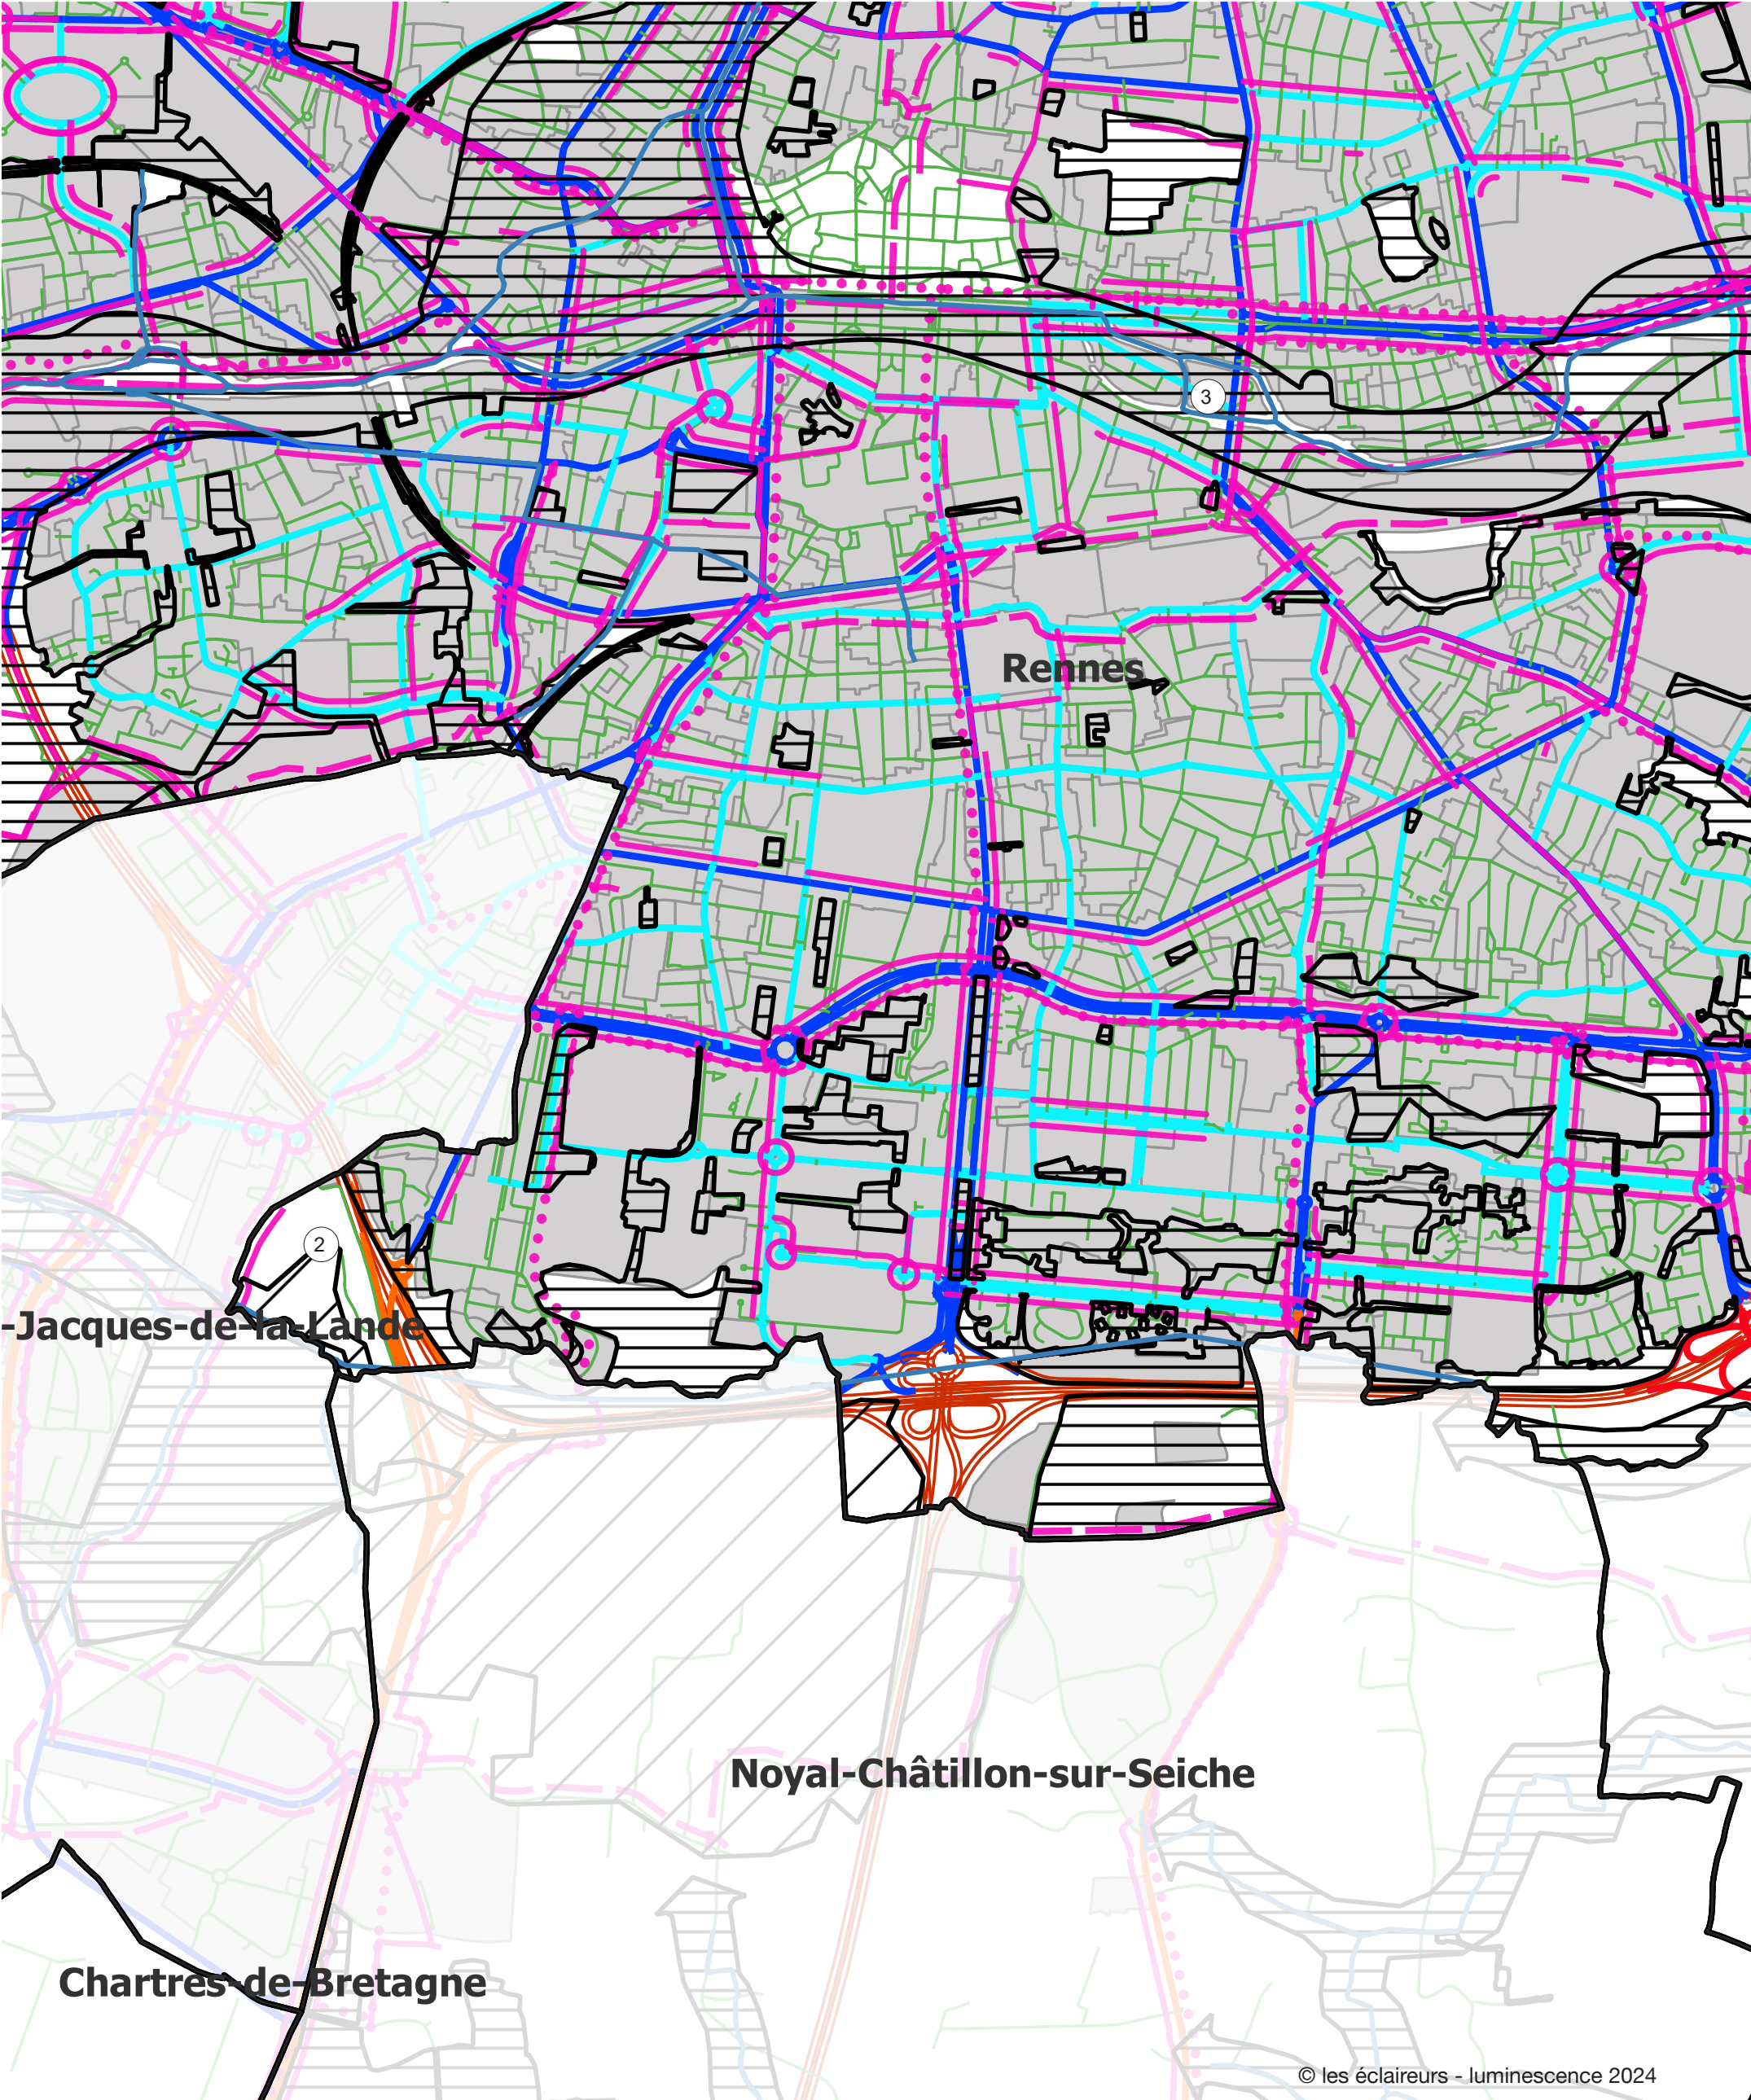 3
Rennes
2
-Jacques-de-la-Lande
Noyal-Châtillon-sur-Seiche
Chartres-de-Bretagne
© les éclaireurs - luminescence 2024